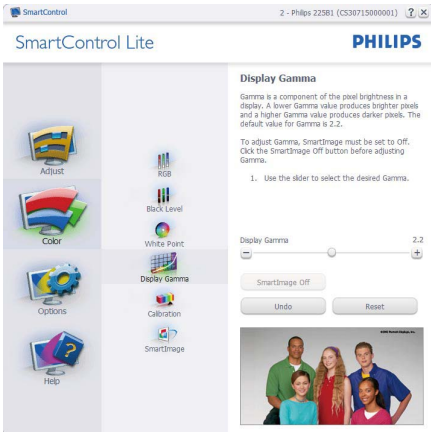 SmartControl
2 - Philips 225B1 (CS30715000001)
? X
SmartControl Lite
PHILIPS
Adjust
Color
Options
Help
RGB
Black Level
White Point
Display Gamma
Calibration
SmartImage
Display Gamma
Gamma is a component of the pixel brightness in a
display. A lower Gamma value produces brighter pixels
and a higher Gamma value produces darker pixels. The
default value for Gamma is 2.2.
To adjust Gamma, SmartImage must be set to Off.
Click the SmartImage Off button before adjusting
Gamma.
1. Use the slider to select the desired Gamma.
Display Gamma 2.2
- +
SmartImage Off
Undo Reset